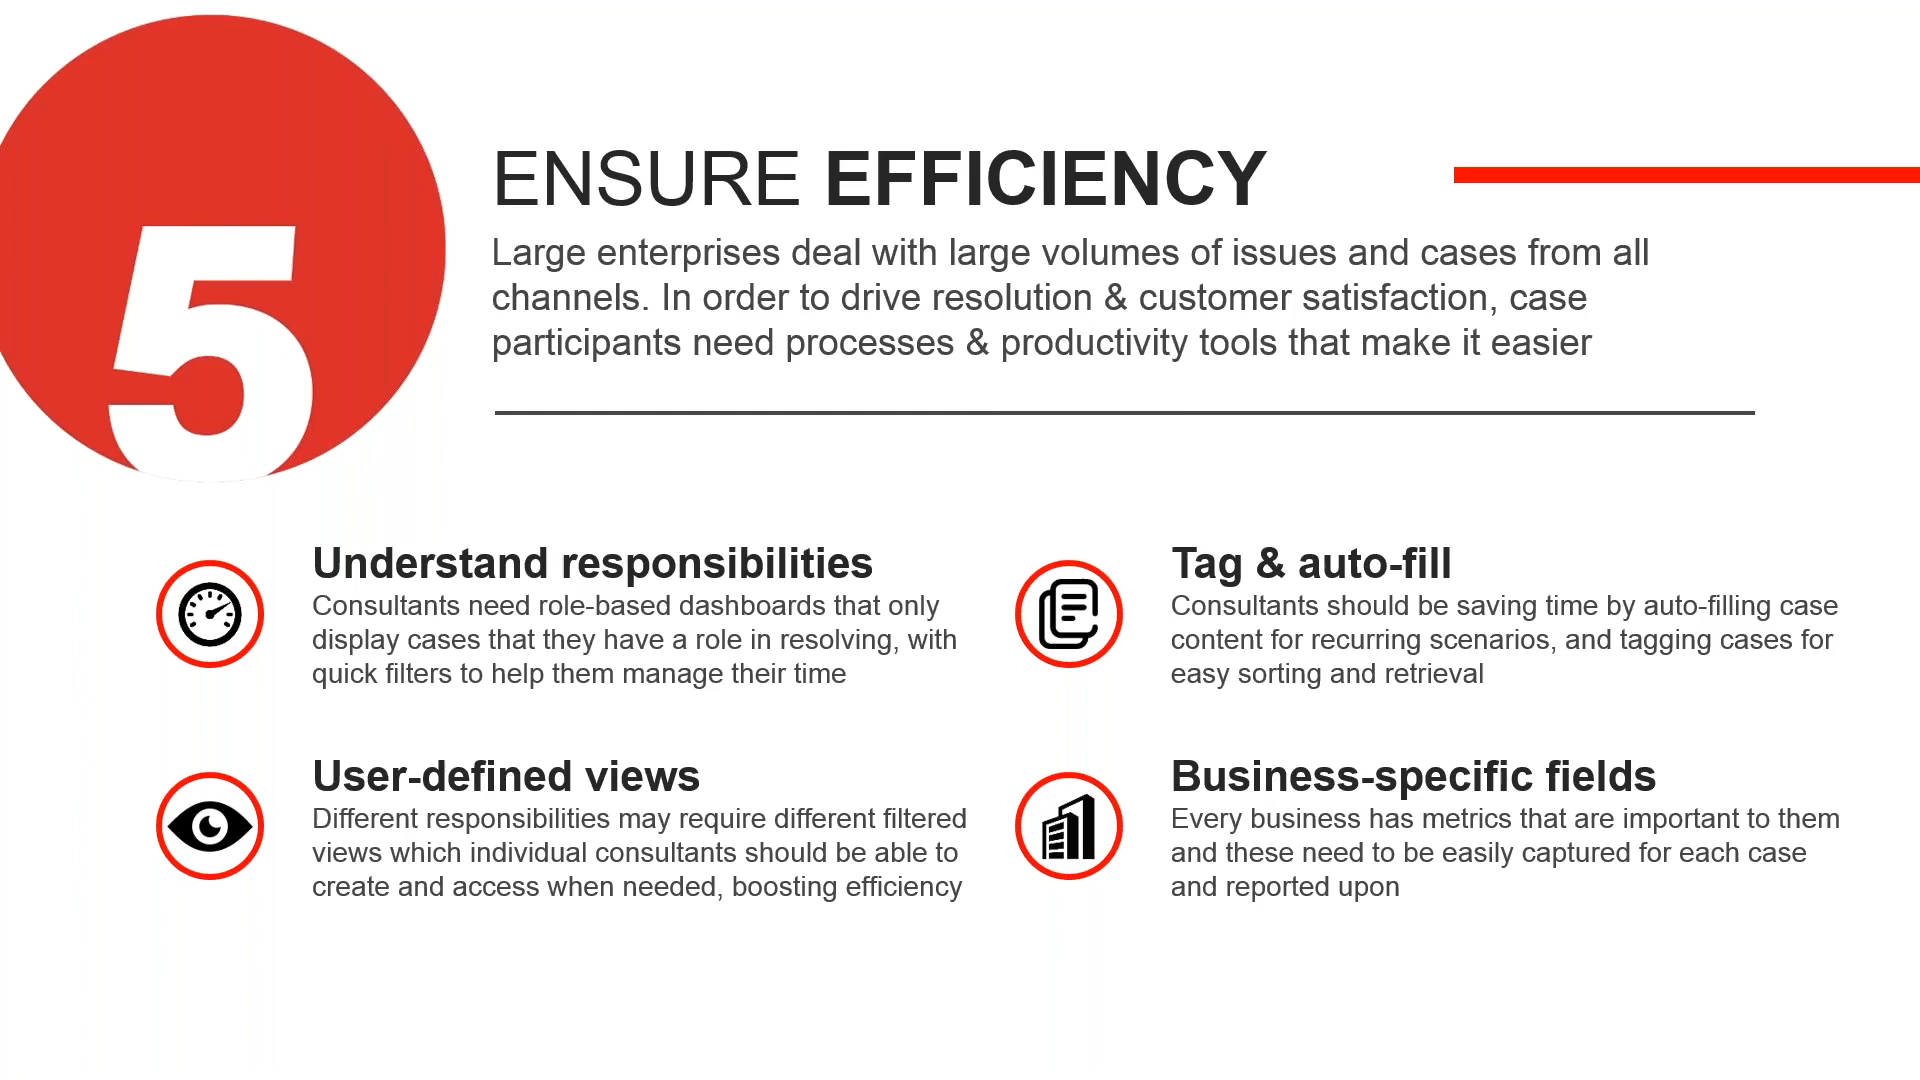 5
ENSURE EFFICIENCY
Large enterprises deal with large volumes of issues and cases from all
channels. In order to drive resolution & customer satisfaction, case
participants need processes & productivity tools that make it easier
Understand responsibilities
Consultants need role-based dashboards that only
display cases that they have a role in resolving, with
quick filters to help them manage their time
Tag & auto-fill
Consultants should be saving time by auto-filling case
content for recurring scenarios, and tagging cases for
easy sorting and retrieval
User-defined views
Different responsibilities may require different filtered
views which individual consultants should be able to
create and access when needed, boosting efficiency
Business-specific fields
Every business has metrics that are important to them
and these need to be easily captured for each case
and reported upon